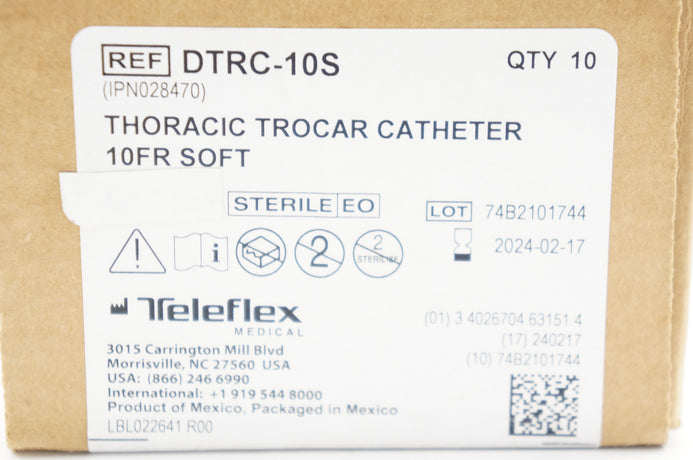 REF DTRC-10S QTY 10
(IPN028470)
THORACIC TROCAR CATHETER
10FR SOFT
STERILE EO
LOT 74B2101744
2024-02-17
i
2
2
STERILIZE
Teleflex
MEDICAL
3015 Carrington Mill Blvd
Morrisville, NC 27560 USA
USA: (866) 246 6990
International: +1 919 544 8000
Product of Mexico, Packaged in Mexico
LBL022641 R00
(01) 3 4026704 63151 4
(17) 240217
(10) 74B2101744